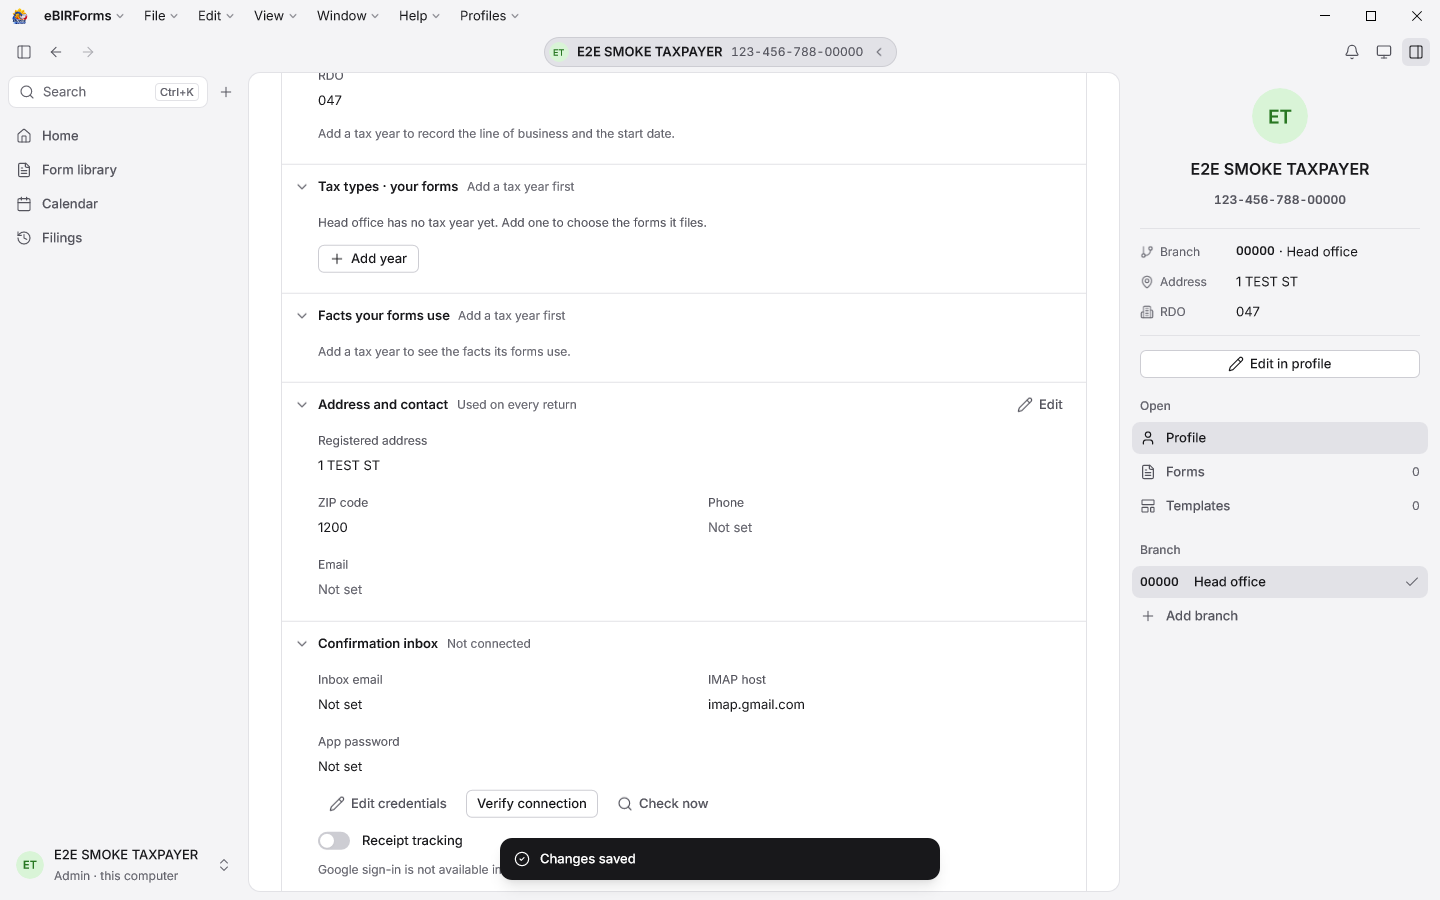 eBIRForms File Edit View Window Help Profiles
ET E2E SMOKE TAXPAYER 123-456-788-00000
Search Ctrl+K
Home
Form library
Calendar
Filings
RDO
047
Add a tax year to record the line of business and the start date.
Tax types · your forms Add a tax year first
Head office has no tax year yet. Add one to choose the forms it files.
Add year
Facts your forms use Add a tax year first
Add a tax year to see the facts its forms use.
Address and contact Used on every return Edit
Registered address
1 TEST ST
ZIP code Phone
1200 Not set
Email
Not set
Confirmation inbox Not connected
Inbox email IMAP host
Not set imap.gmail.com
App password
Not set
Edit credentials Verify connection Check now
Receipt tracking
Google sign-in is not available in
Changes saved
ET
E2E SMOKE TAXPAYER
123-456-788-00000
Branch 00000 · Head office
Address 1 TEST ST
RDO 047
Edit in profile
Open
Profile
Forms 0
Templates 0
Branch
00000 Head office
Add branch
ET E2E SMOKE TAXPAYER
Admin · this computer